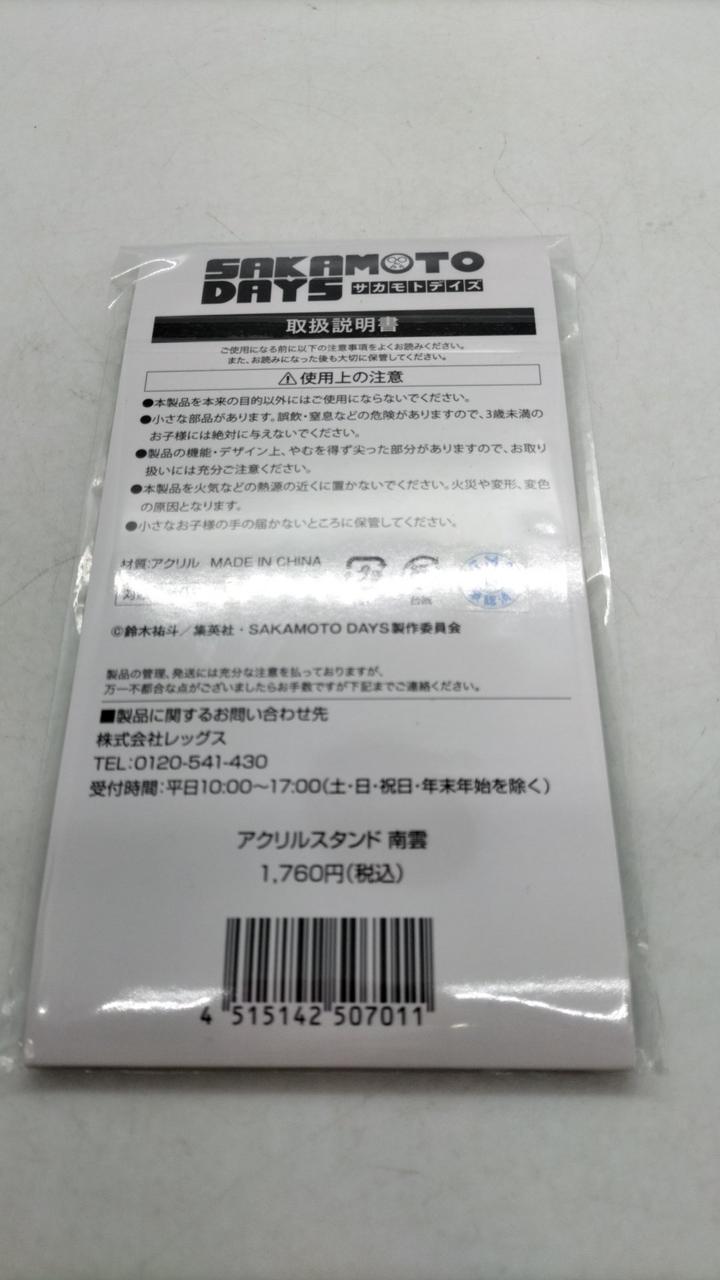 SAKAMOTO
DAYS サカモトデイズ
取扱説明書
ご使用になる前に以下の注意事項をよくお読みください。
また、お読みになった後も大切に保管してください。
⚠使用上の注意
●本製品を本来の目的以外にはご使用にならないでください。
●小さな部品があります。誤飲・窒息などの危険がありますので、3歳未満の
お子様には絶対に与えないでください。
●製品の機能・デザイン上、やむを得ず尖った部分がありますので、お取り
扱いには充分ご注意ください。
●本製品を火気などの熱源の近くに置かないでください。火災や変形、変色
の原因となります。
●小さなお子様の手の届かないところに保管してください。
材質:アクリル MADE IN CHINA
©鈴木祐斗/集英社・SAKAMOTO DAYS製作委員会
製品の管理、発送には充分な注意を払っておりますが、
万一不都合な点がございましたらお手数ですが下記までご連絡ください。
■製品に関するお問い合わせ先
株式会社レッグス
TEL:0120-541-430
受付時間:平日10:00〜17:00(土・日・祝日・年末年始を除く)
アクリルスタンド 南雲
1,760円(税込)
4 515142 507011